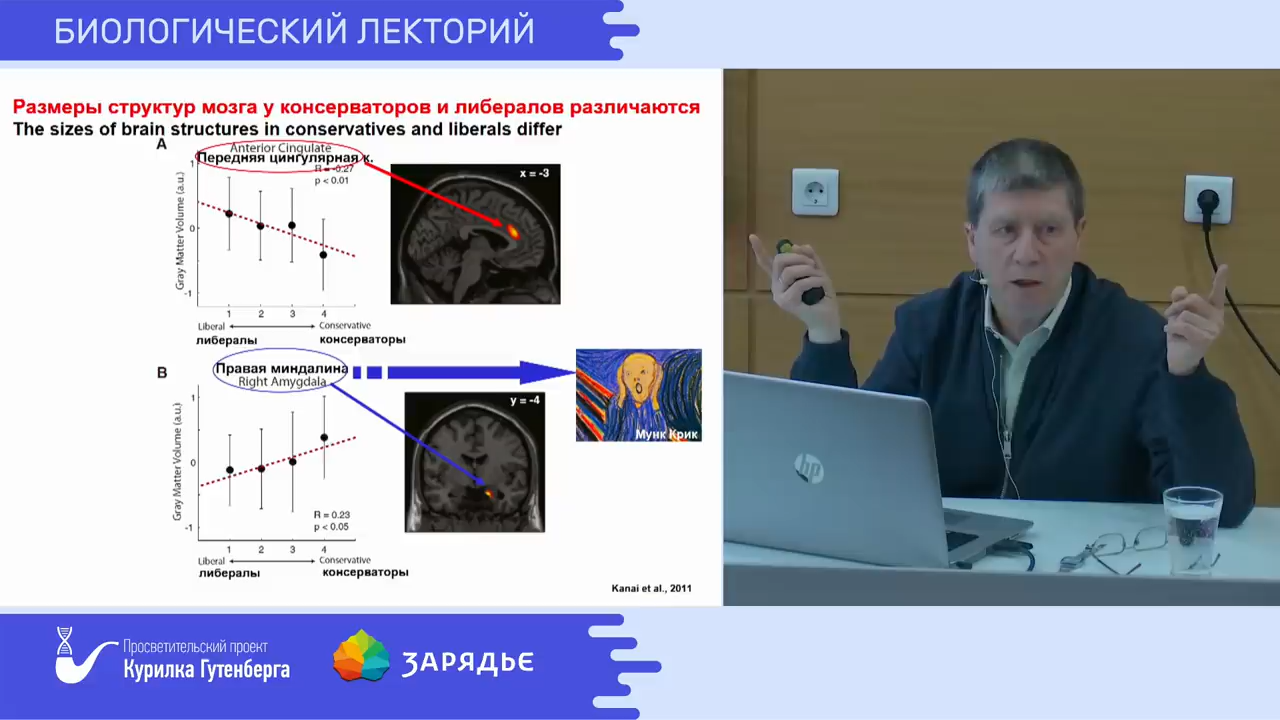 БИОЛОГИЧЕСКИЙ ЛЕКТОРИЙ
Размеры структур мозга у консерваторов и либералов различаются
The sizes of brain structures in conservatives and liberals differ
A
Anterior Cingulate
Передняя цингулярная к.
R = -0.27
p < 0.01
Gray Matter Volume (a.u.)
1
0
-1
1 2 3 4
Liberal Conservative
либералы консерваторы
x = -3
B
Правая миндалина
Right Amygdala
Gray Matter Volume (a.u.)
1
0
-1
R = 0.23
p < 0.05
1 2 3 4
Liberal Conservative
либералы консерваторы
y = -4
Мунк Крик
Kanai et al., 2011
hp
Просветительский проект
Курилка Гутенберга
ЗАРЯДЬЕ